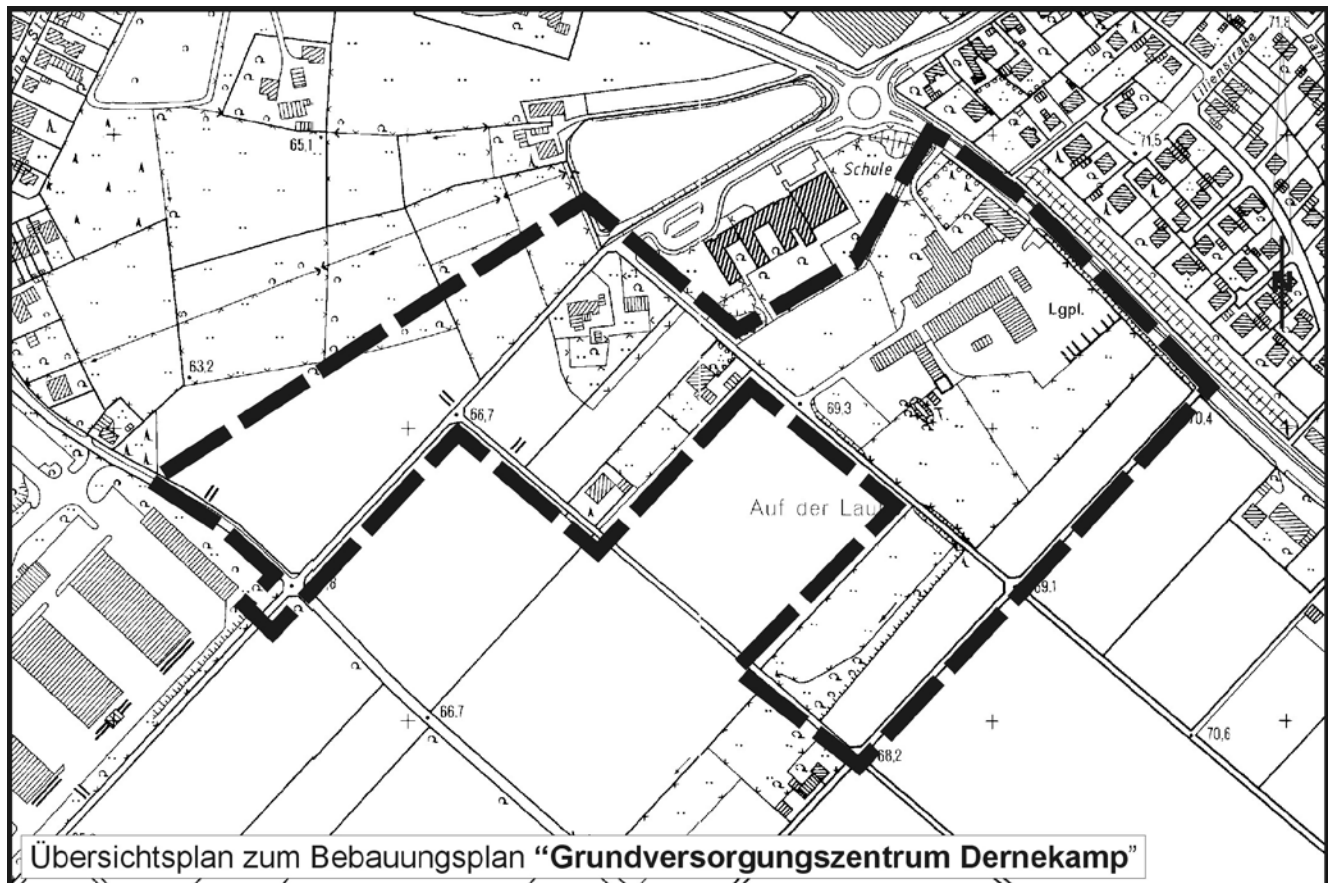 71,8
Lilienstraße
65,1
71,5
Schule
Lgpl.
63,2
66,7
69,3
70,4
Auf der Lau
69,1
66,7
70,6
68,2
Übersichtsplan zum Bebauungsplan “Grundversorgungszentrum Dernekamp”